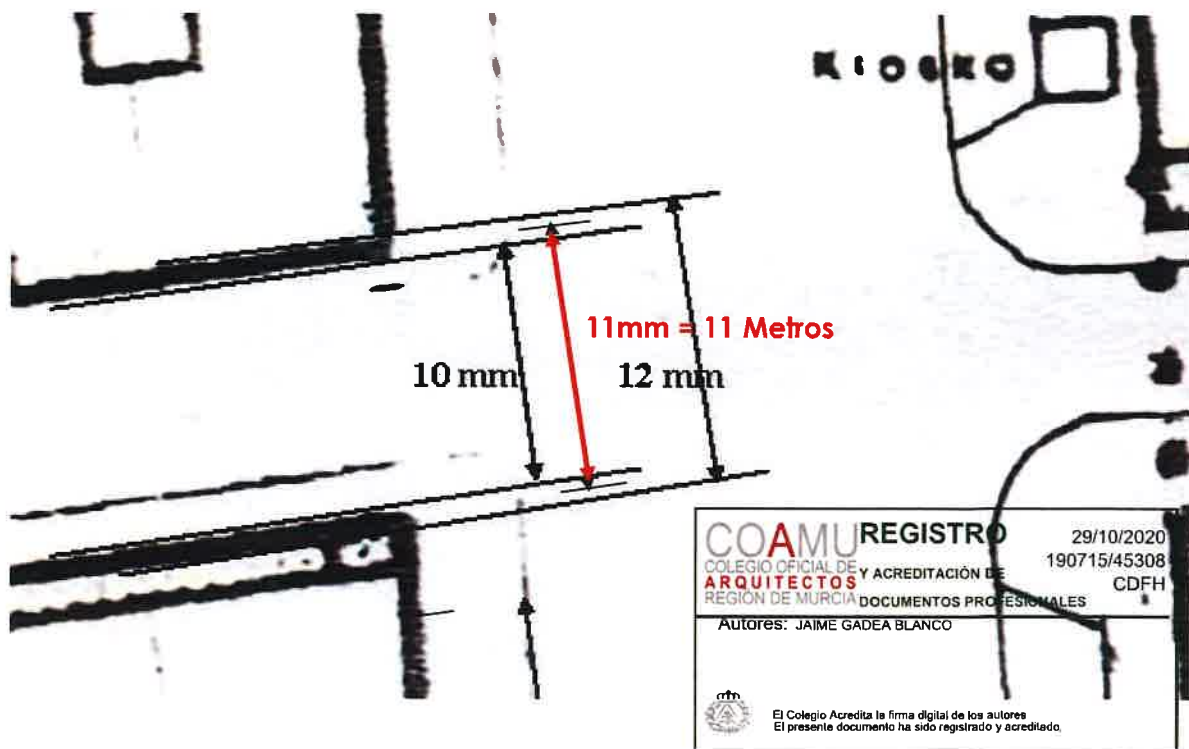 KIOSKO
11mm = 11 Metros
10 mm
12 mm
COAMU
COLEGIO OFICIAL DE
ARQUITECTOS
REGIÓN DE MURCIA
REGISTRO
Y ACREDITACIÓN DE
DOCUMENTOS PROFESIONALES
29/10/2020
190715/45308
CDFH
Autores: JAIME GADEA BLANCO
El Colegio Acredita la firma digital de los autores
El presente documento ha sido registrado y acreditado,